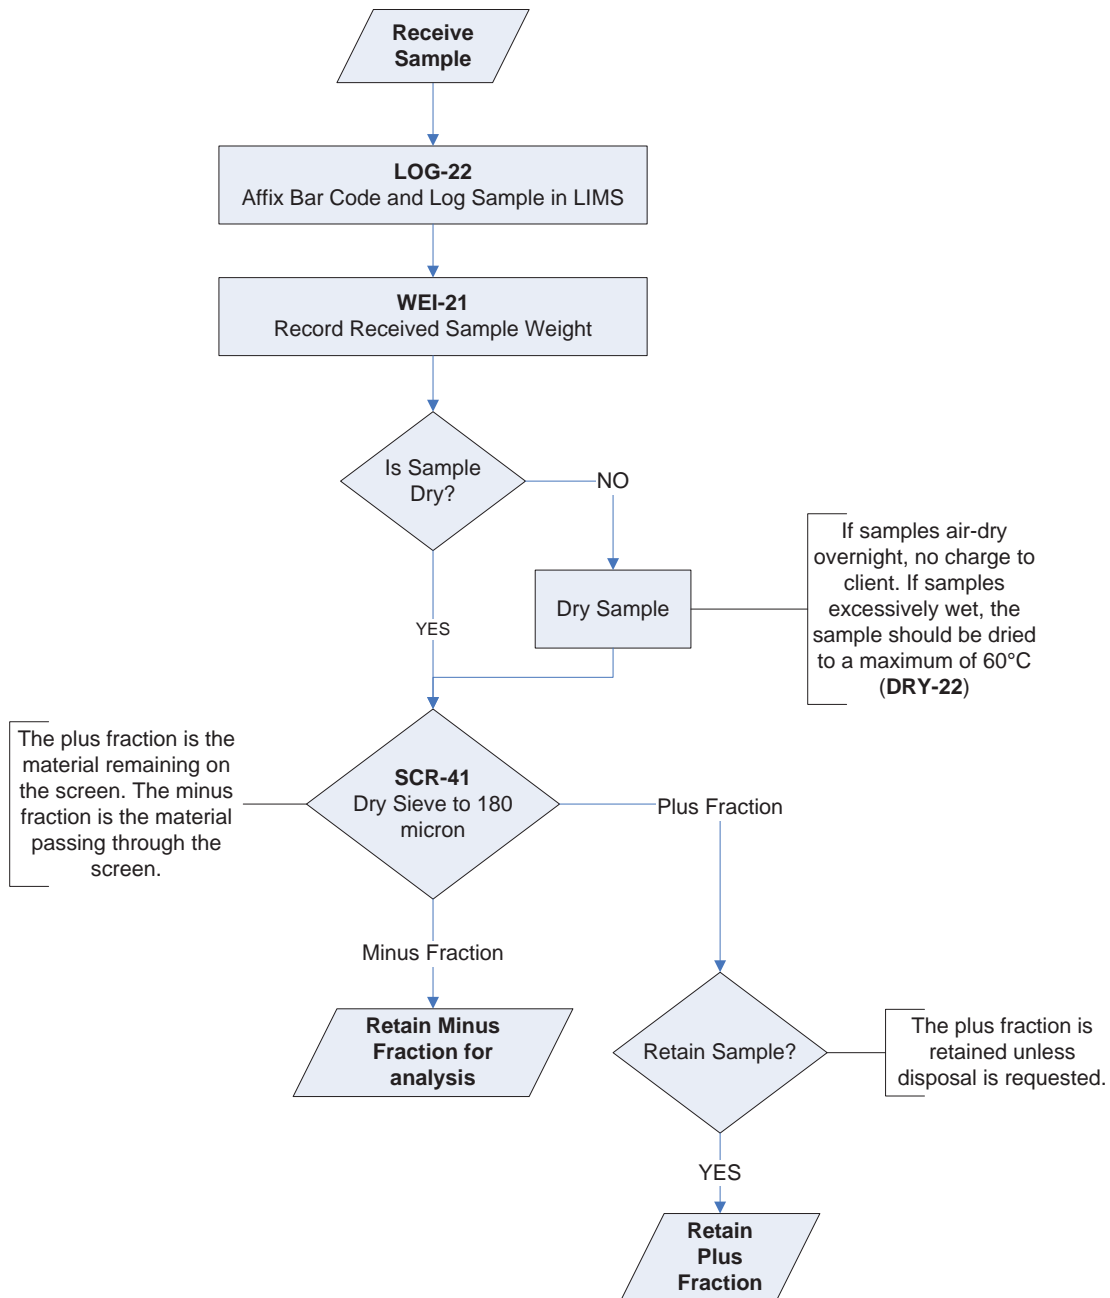 Receive
Sample
LOG-22
Affix Bar Code and Log Sample in LIMS
WEI-21
Record Received Sample Weight
Is Sample
Dry?
NO
If samples air-dry
overnight, no charge to
client. If samples
excessively wet, the
sample should be dried
to a maximum of 60°C
(DRY-22)
Dry Sample
YES
The plus fraction is the
material remaining on
the screen. The minus
fraction is the material
passing through the
screen.
SCR-41
Dry Sieve to 180
micron
Plus Fraction
Minus Fraction
Retain Minus
Fraction for
analysis
Retain Sample?
The plus fraction is
retained unless
disposal is requested.
YES
Retain
Plus
Fraction